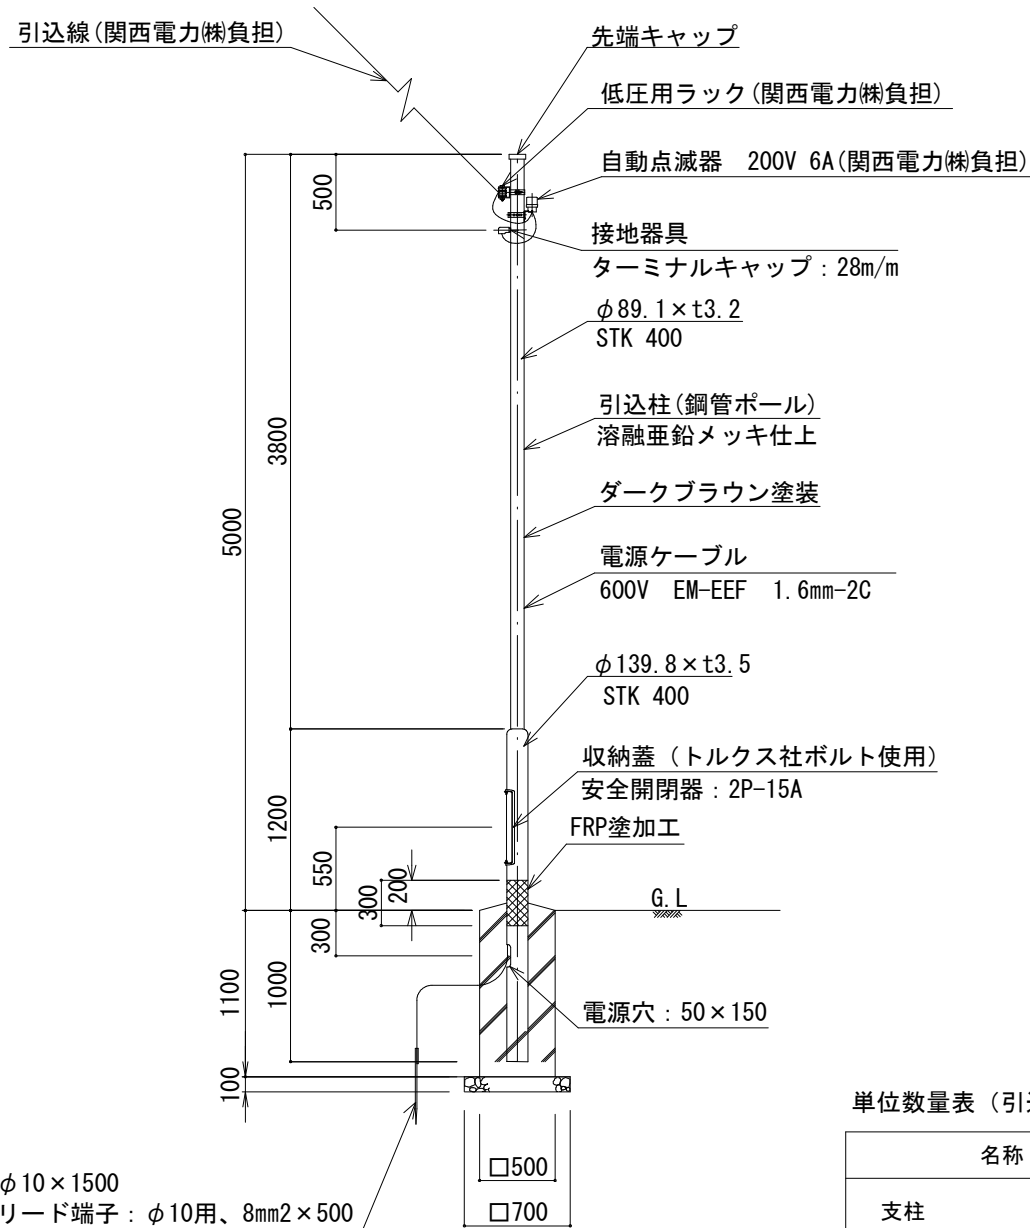 引込線(関西電力㈱負担)
先端キャップ
低圧用ラック(関西電力㈱負担)
自動点滅器 200V 6A(関西電力㈱負担)
500
接地器具
ターミナルキャップ:28m/m
φ89.1×t3.2
STK 400
引込柱(鋼管ポール)
溶融亜鉛メッキ仕上
3800
5000
ダークブラウン塗装
電源ケーブル
600V EM-EEF 1.6mm-2C
φ139.8×t3.5
STK 400
収納蓋(トルクス社ボルト使用)
安全開閉器:2P-15A
1200
FRP塗加工
550
300
200
G.L
300
1100
1000
電源穴:50×150
100
単位数量表(引
名称
□500
φ10×1500
リード端子:φ10用、8mm2×500
□700
支柱